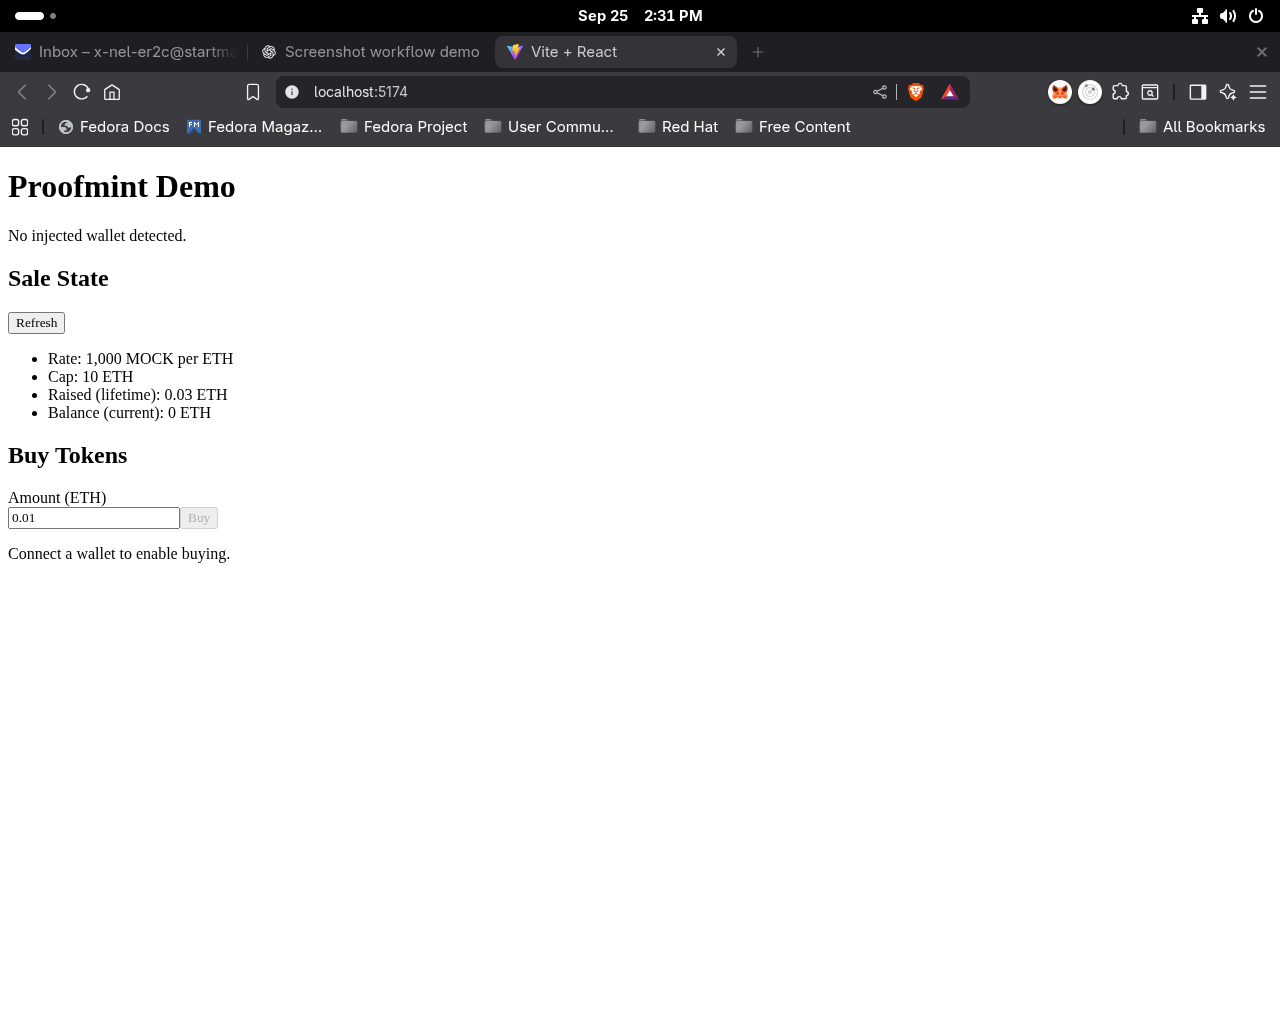 Sep 25 2:31 PM
Inbox – x-nel-er2c@startma
Screenshot workflow demo
Vite + React
localhost:5174
Fedora Docs
Fedora Magaz...
Fedora Project
User Commu...
Red Hat
Free Content
All Bookmarks
Proofmint Demo
No injected wallet detected.
Sale State
Refresh
• Rate: 1,000 MOCK per ETH
• Cap: 10 ETH
• Raised (lifetime): 0.03 ETH
• Balance (current): 0 ETH
Buy Tokens
Amount (ETH)
0.01 Buy
Connect a wallet to enable buying.